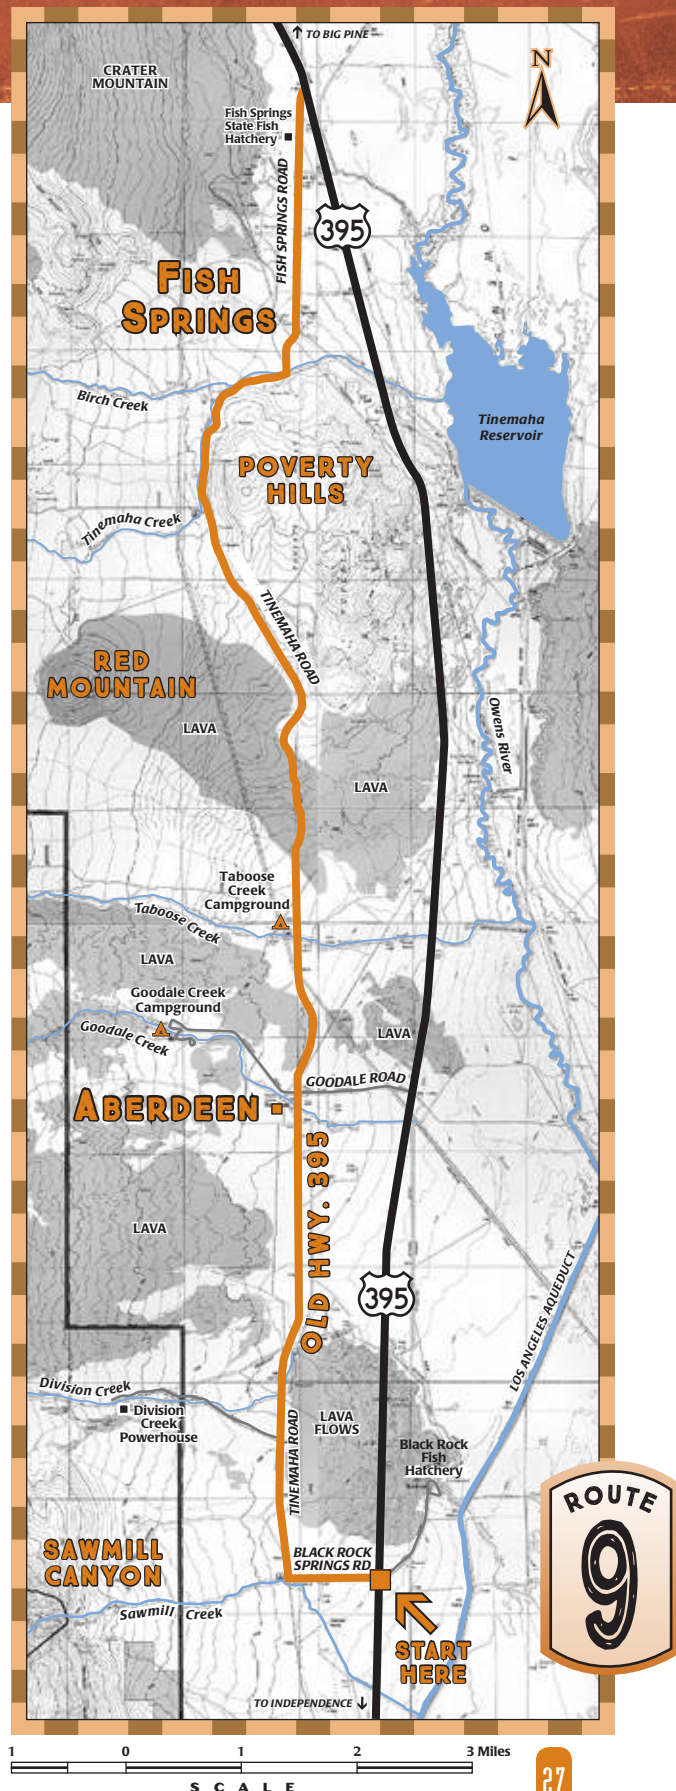 TO BIG PINE
N
CRATER
MOUNTAIN
Fish Springs
State Fish
Hatchery
FISH SPRINGS ROAD
395
FISH
SPRINGS
Birch Creek
Tinemaha
Reservoir
POVERTY
HILLS
Tinemaha Creek
TINEMAHA ROAD
RED
MOUNTAIN
LAVA
Owens River
LAVA
Taboose
Creek
Campground
Taboose Creek
LAVA
Goodale Creek
Campground
Goodale Creek
LAVA
GOODALE ROAD
ABERDEEN
OLD HWY. 395
LAVA
395
LOS ANGELES AQUEDUCT
Division Creek
Division
Creek
Powerhouse
TINEMAHA ROAD
LAVA
FLOWS
Black Rock
Fish
Hatchery
ROUTE
9
SAWMILL
CANYON
BLACK ROCK
SPRINGS RD
Sawmill Creek
START
HERE
TO INDEPENDENCE
1 0 1 2 3 Miles
SCALE
27